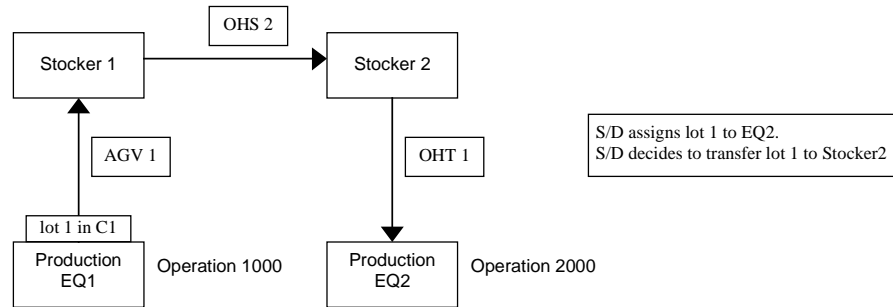 OHS 2
Stocker 1
Stocker 2
S/D assigns lot 1 to EQ2.
S/D decides to transfer lot 1 to Stocker2
AGV 1
OHT 1
lot 1 in C1
Production
EQ1
Operation 1000
Production
EQ2
Operation 2000